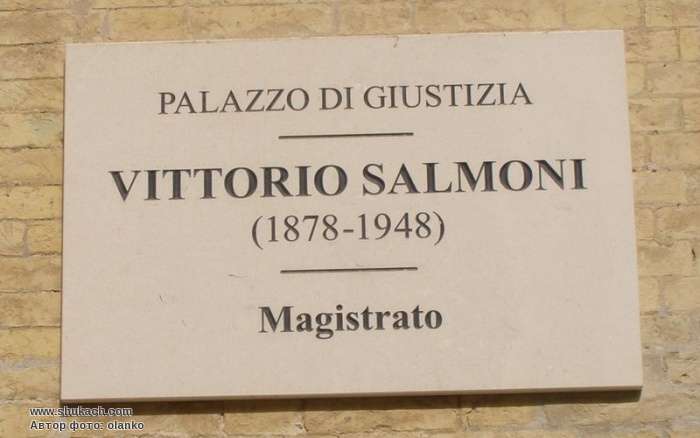 PALAZZO DI GIUSTIZIA
VITTORIO SALMONI
(1878-1948)
Magistrato
www.shukach.com
Автор фото: olanko